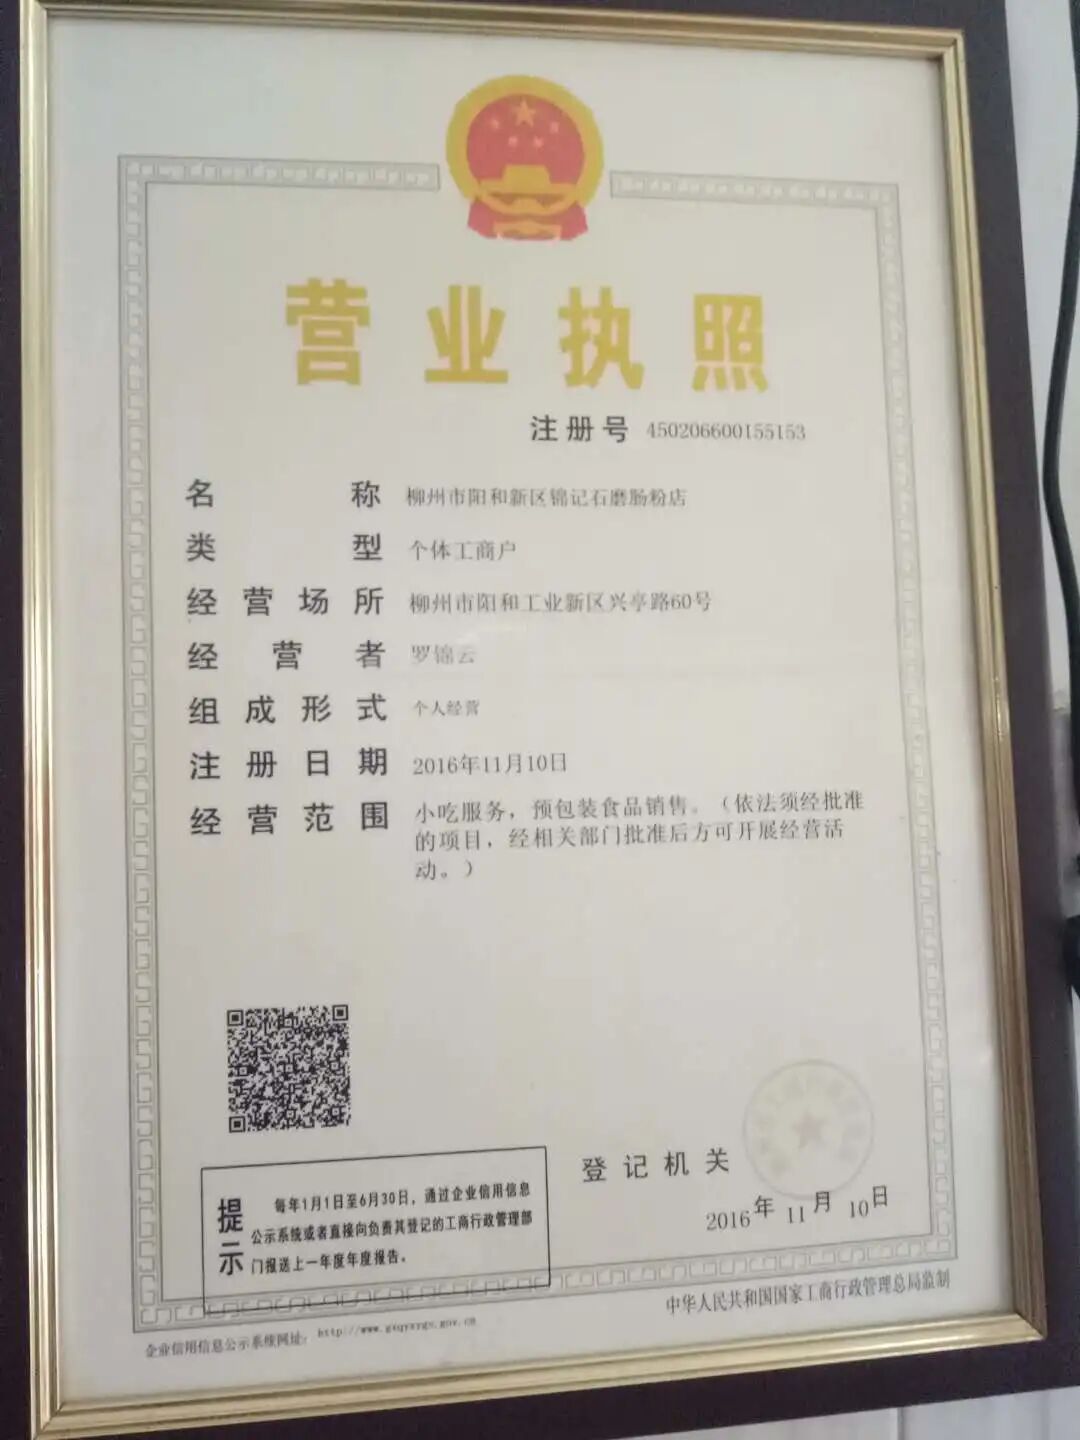 营业执照
注册号 450206600155153
名称 柳州市阳和新区锦记石磨肠粉店
类型 个体工商户
经营场所 柳州市阳和工业新区兴亭路60号
经营者 罗锦云
组成形式 个人经营
注册日期 2016年11月10日
经营范围 小吃服务，预包装食品销售。（依法须经批准
的项目，经相关部门批准后方可开展经营活
动。）
登记机关
2016年11月10日
提示
每年1月1日至6月30日，通过企业信用信息
公示系统或者直接向负责其登记的工商行政管理部
门报送上一年度年度报告。
企业信用信息公示系统网址：
中华人民共和国国家工商行政管理总局监制